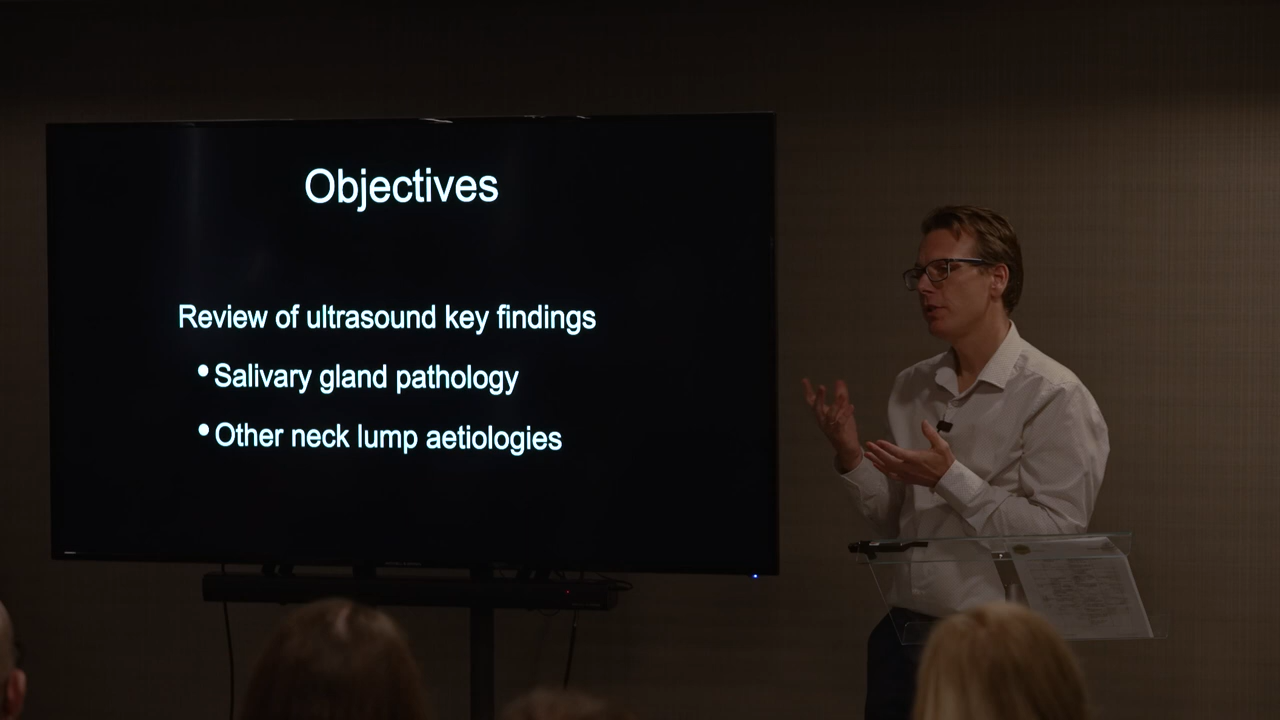 Objectives
Review of ultrasound key findings
• Salivary gland pathology
• Other neck lump aetiologies